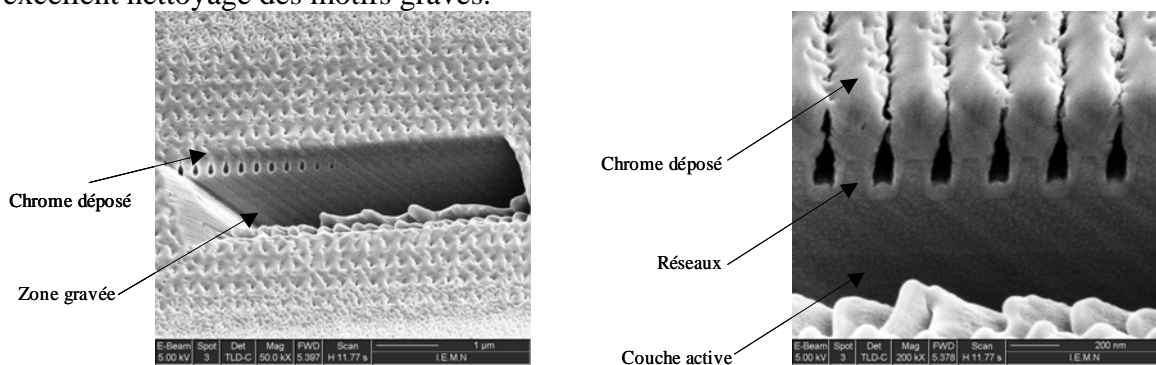 excellent nettoyage des motifs gravés.
Chrome déposé
Zone gravée
E-Beam Spot Det Mag FWD Scan 1 µm
5.00 kV 3 TLD-C 50.0 kX 5.397 H 11.77 s I.E.M.N
Chrome déposé
Réseaux
Couche active
E-Beam Spot Det Mag FWD Scan 200 nm
5.00 kV 3 TLD-C 200 kX 5.378 H 11.77 s I.E.M.N